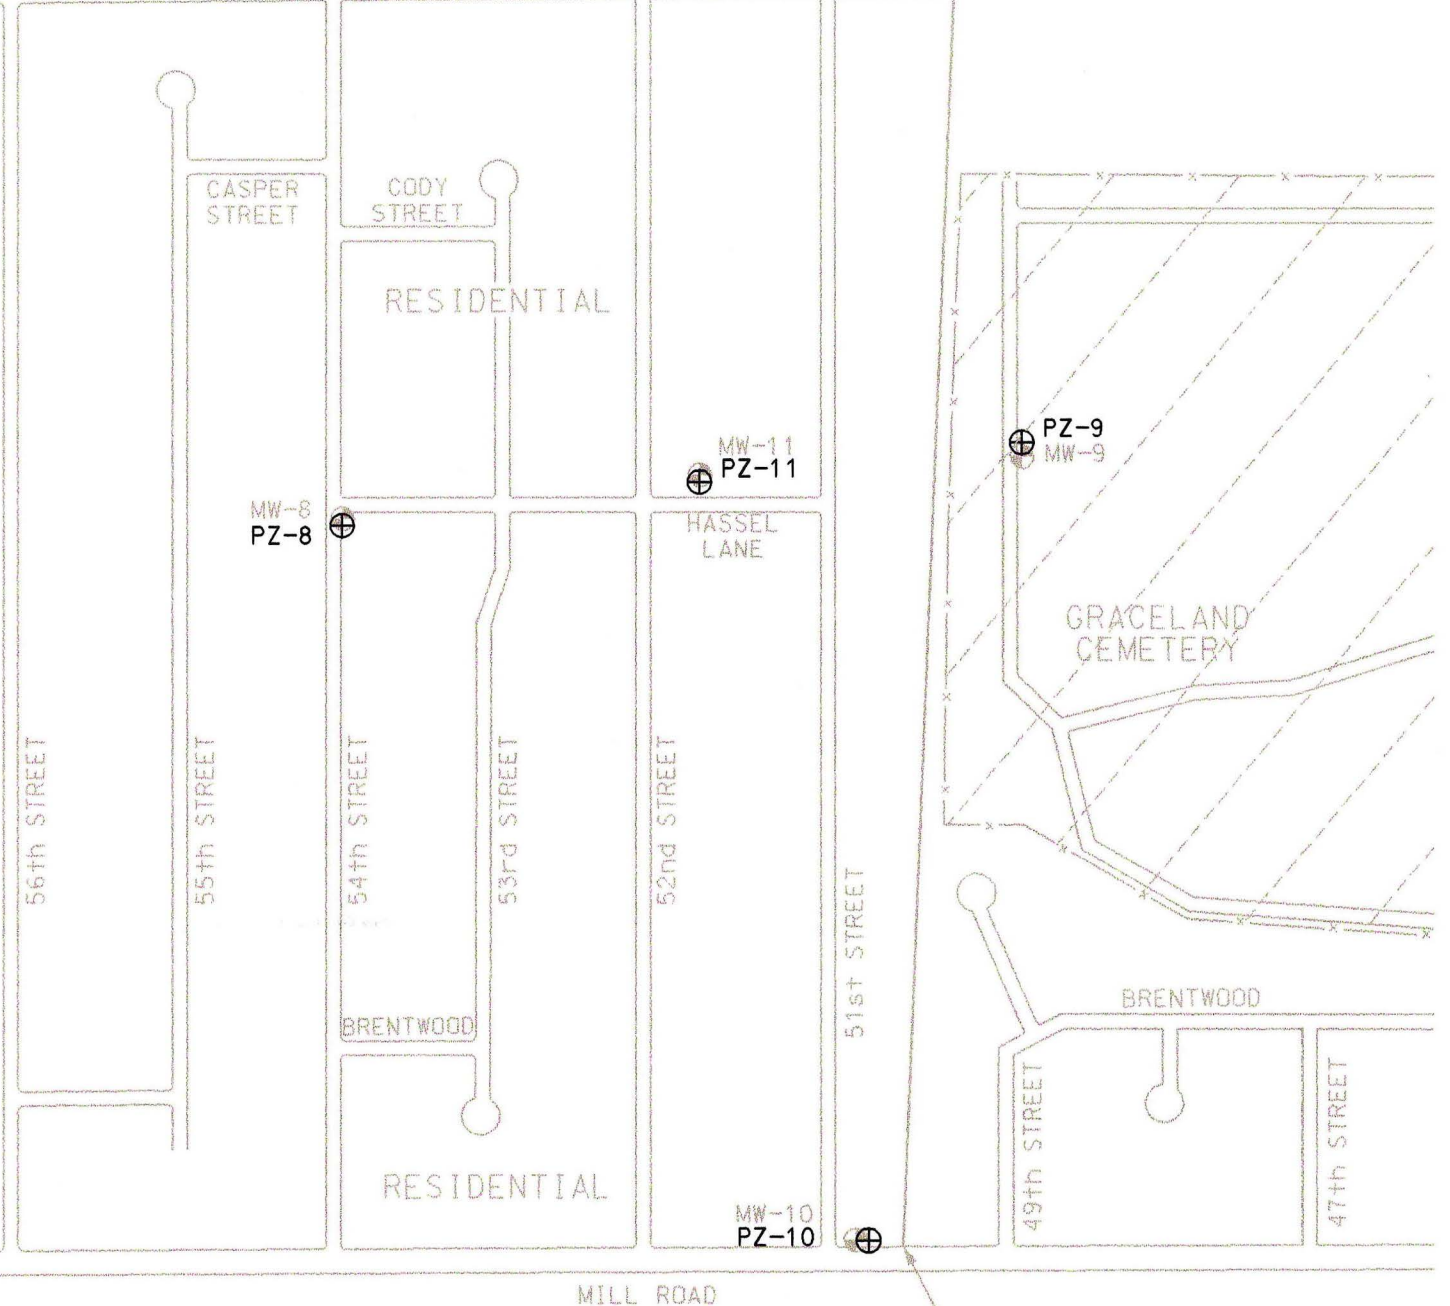 CASPER
STREET
CODY
STREET
RESIDENTIAL
PZ-9
MW-9
MW-11
PZ-11
MW-8
PZ-8
HASSEL
LANE
GRACELAND
CEMETERY
56th STREET
55th STREET
54th STREET
53rd STREET
52nd STREET
51st STREET
BRENTWOOD
BRENTWOOD
49th STREET
47th STREET
RESIDENTIAL
MW-10
PZ-10
MILL ROAD